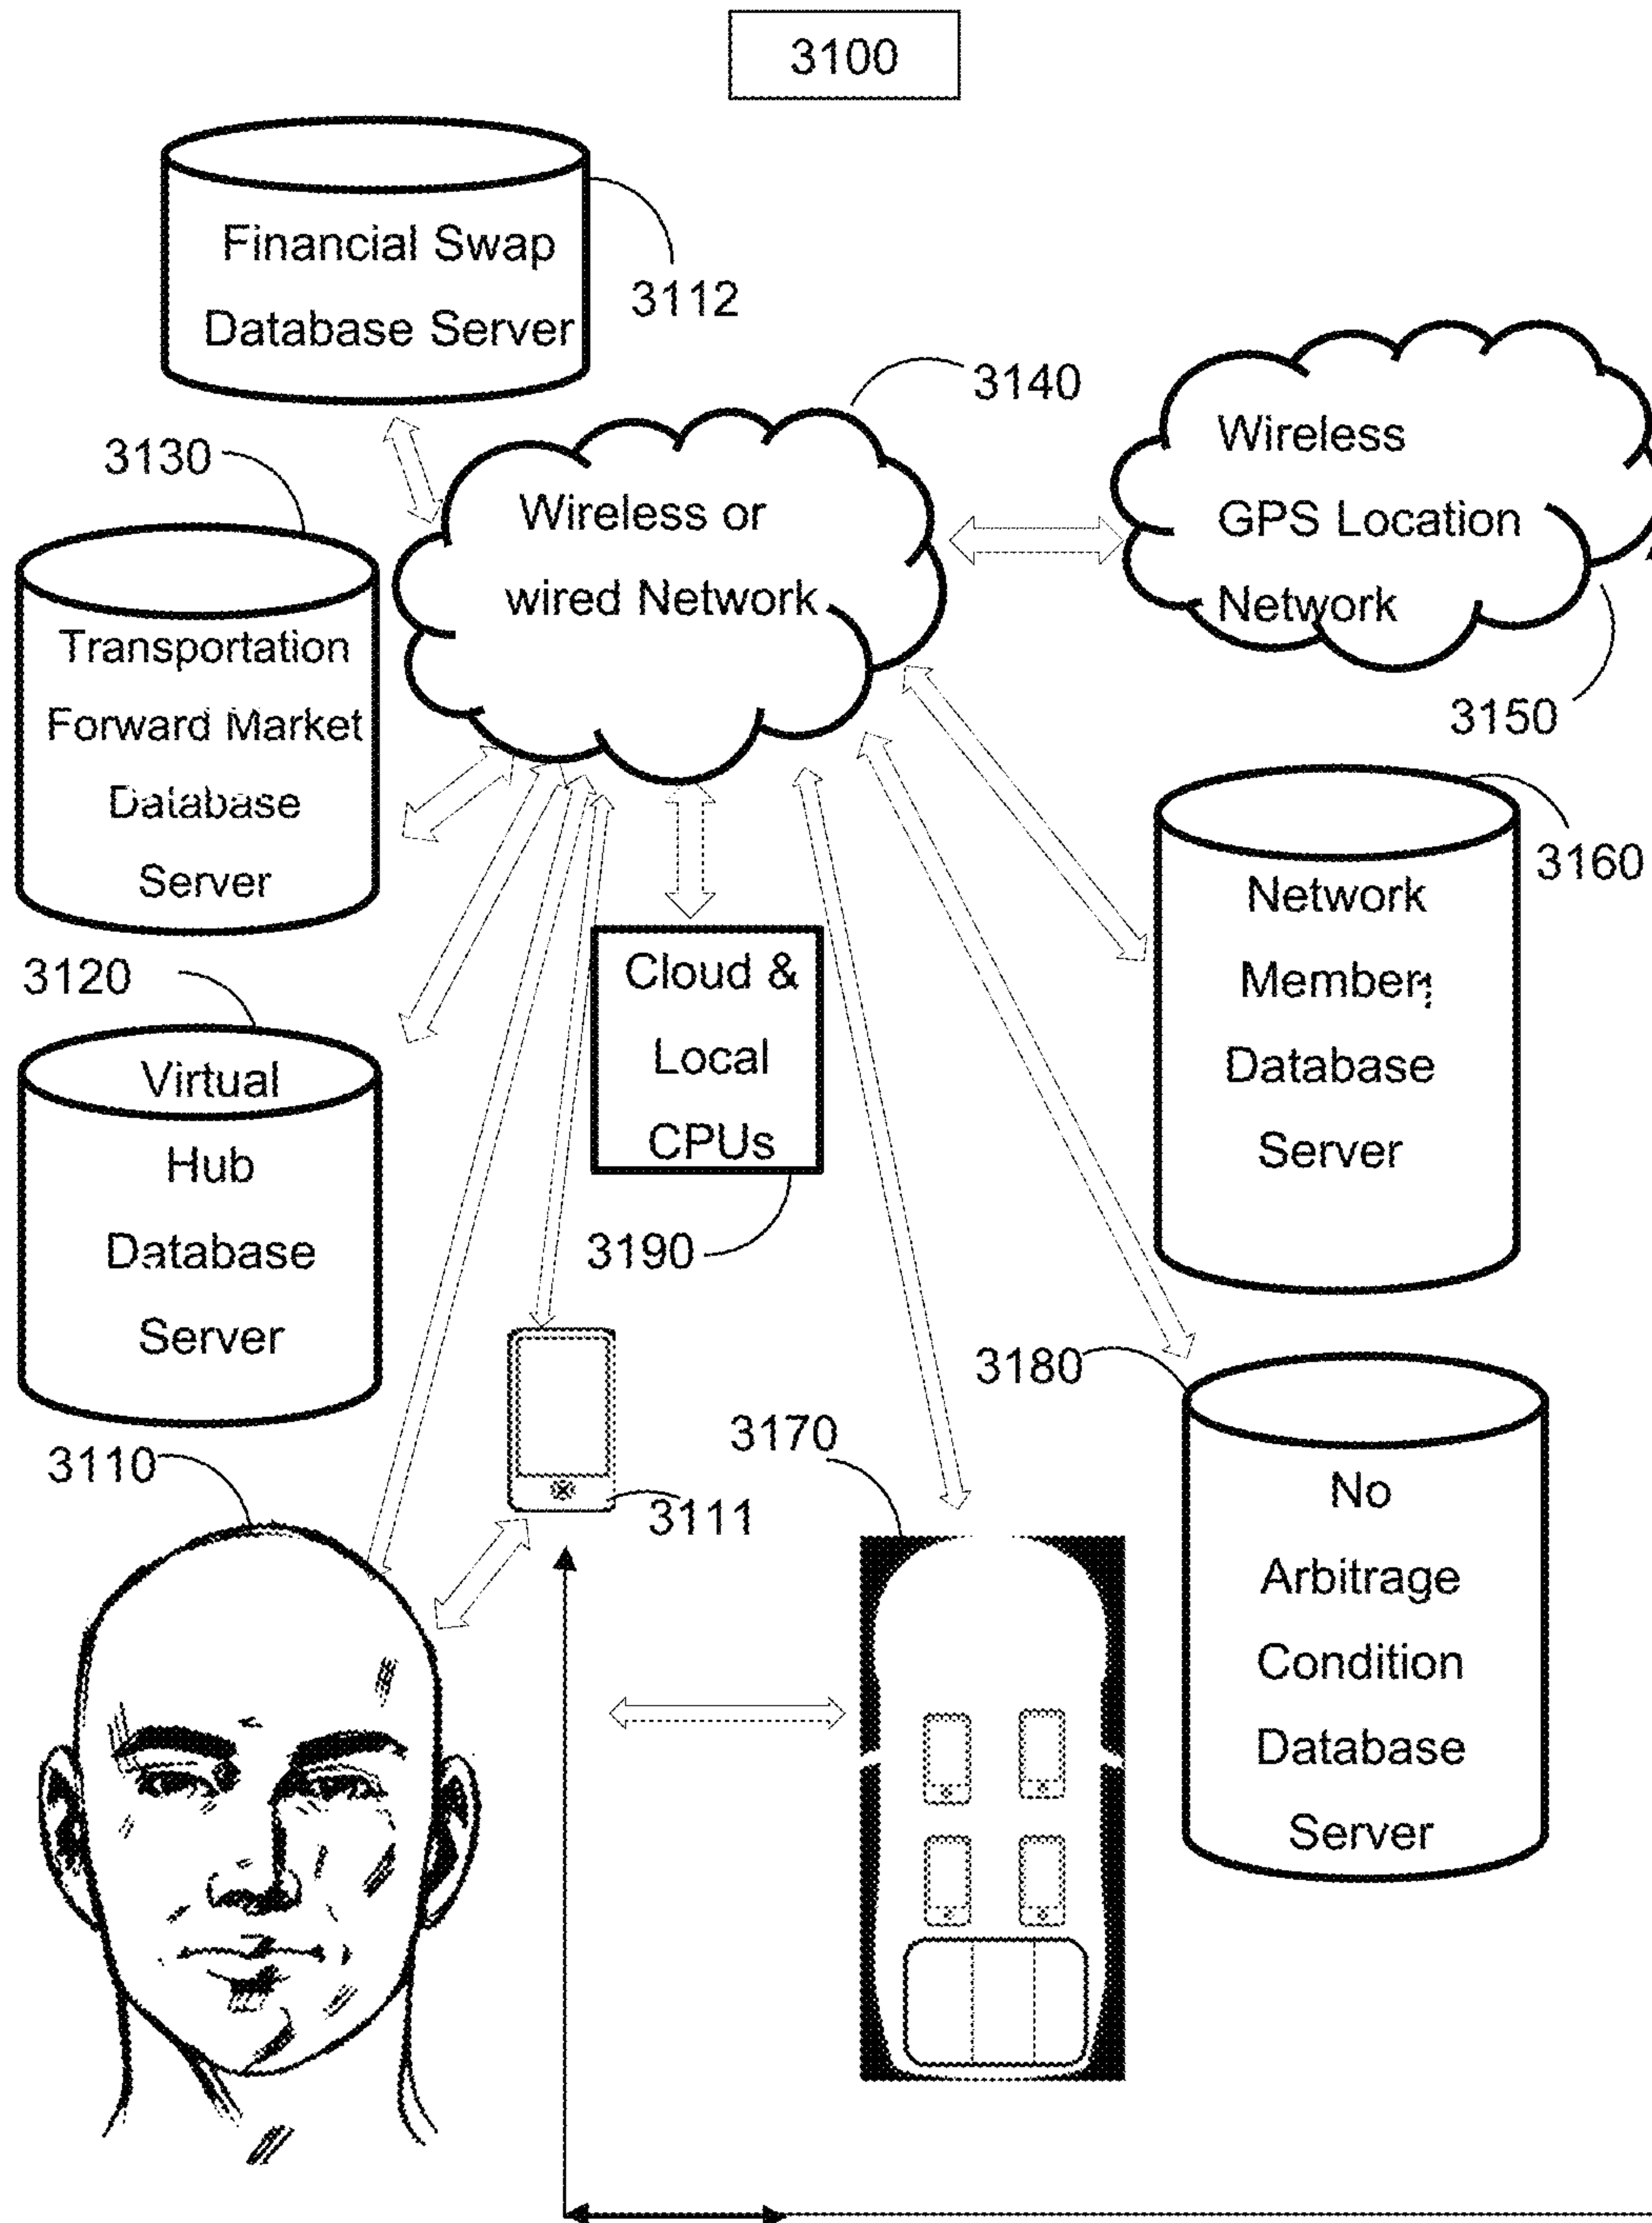 3100
Financial Swap
Database Server
3112
3140
Wireless or
wired Network
Wireless
GPS Location
Network
3150
3130
Transportation
Forward Market
Database
Server
3160
Network
Member
Database
Server
3120
Virtual
Hub
Database
Server
Cloud &
Local
CPUs
3190
3180
No
Arbitrage
Condition
Database
Server
3110
3111
3170